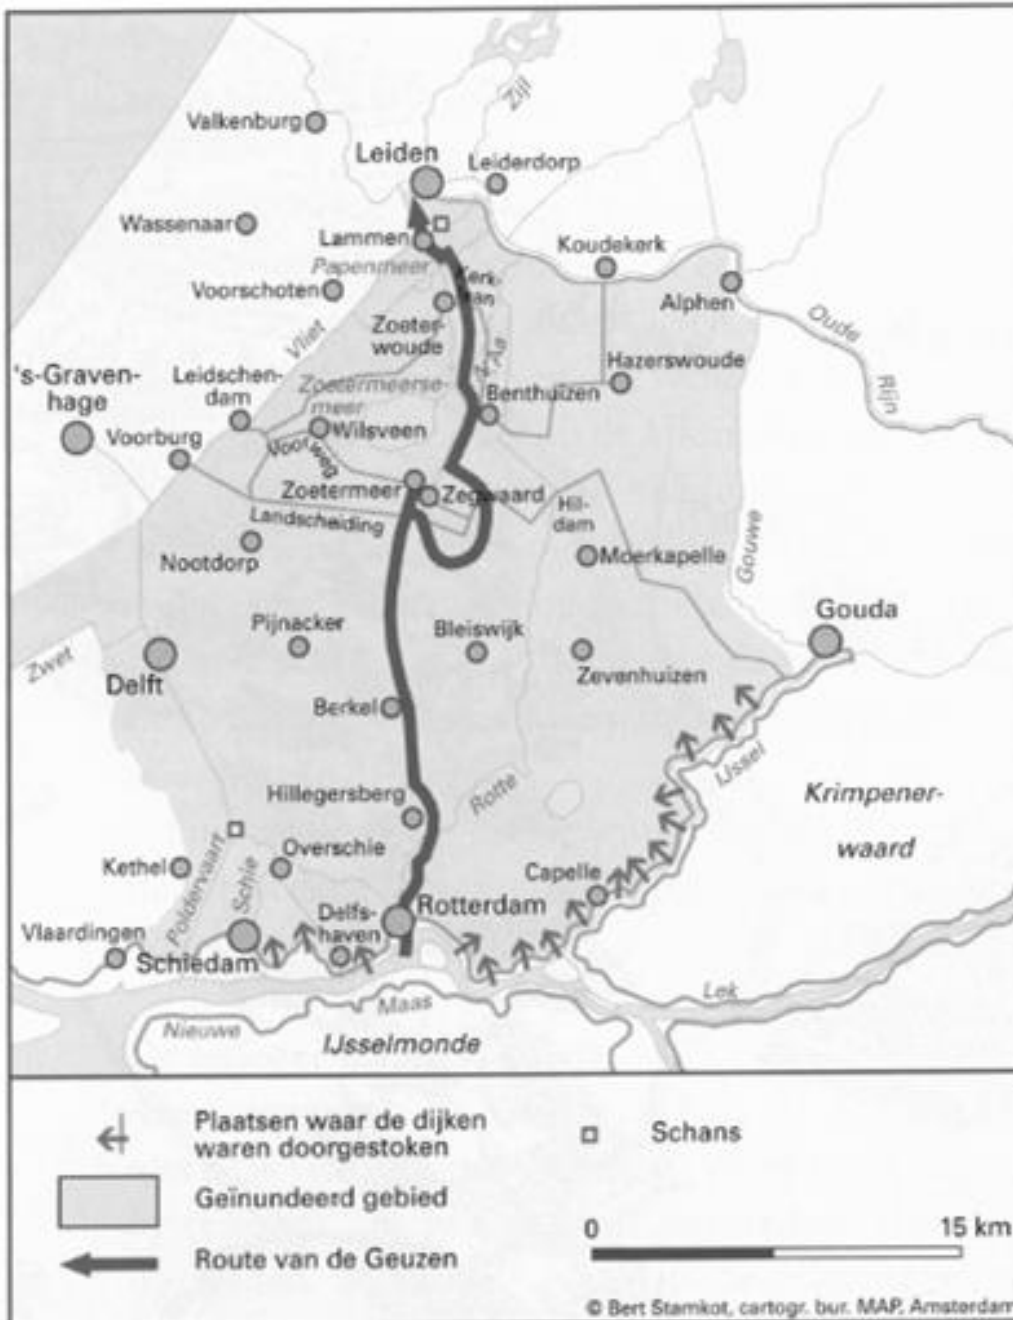 Zijl
Valkenburg
Leiden
Leiderdorp
Wassenaar
Lammen
Koudekerk
Papenmeer
Voorschoten
Alphen
Zoeter-
woude
Vliet
Oude
Rijn
Hazerswoude
's-Graven-
hage
Leidschen-
dam
Zoetermeerse-
meer
Benthuizen
Voorburg
Wilsveen
Voorweg
Zoetermeer
Zegwaard
Landscheiding
Hil-
dam
Nootdorp
Moerkapelle
Gouwe
Gouda
Pijnacker
Bleiswijk
Zevenhuizen
Zwet
Delft
Berkel
IJssel
Hillegersberg
Rotte
Krimpener-
waard
Kethel
Poldervaart
Schie
Overschie
Capelle
Vlaardingen
Schiedam
Delfs-
haven
Rotterdam
Lek
Nieuwe
Maas
IJsselmonde
Plaatsen waar de dijken
waren doorgestoken
Schans
Geïnundeerd gebied
0 15 km
Route van de Geuzen
© Bert Stamkot, cartogr. bur. MAP, Amsterdam